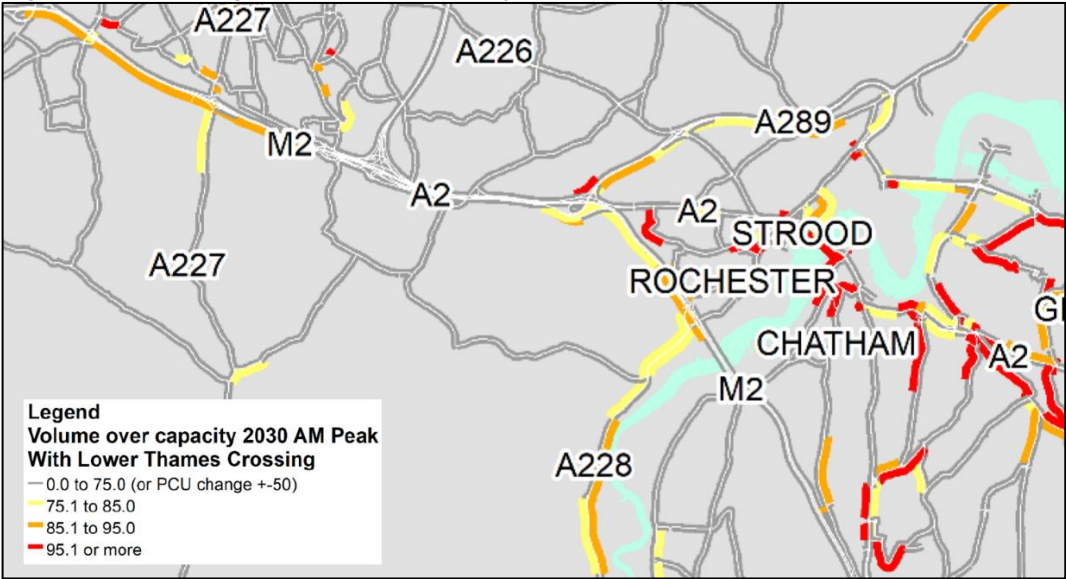 A227
A226
A289
M2
A2
A2
STROOD
A227
ROCHESTER
CHATHAM
A2
M2
A228
Legend
Volume over capacity 2030 AM Peak
With Lower Thames Crossing
0.0 to 75.0 (or PCU change +-50)
75.1 to 85.0
85.1 to 95.0
95.1 or more